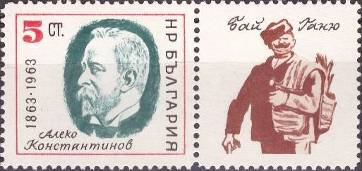 5 СТ.
1863-1963
НР БЪЛГАРИЯ
Алеко
Константинов
Бай Ганю